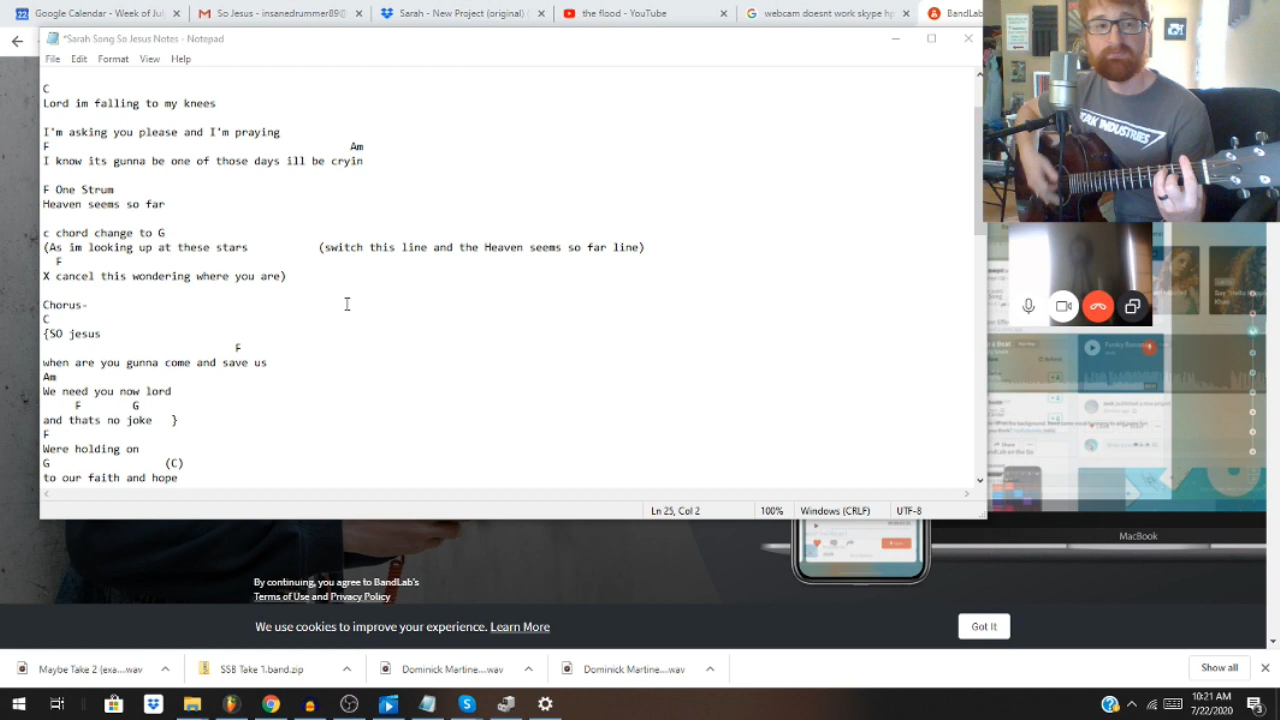 Google Calendar - Week of Jul
So Jesus - insanedrummer89@
Sarah - New Project (original)
the flood - YouTube
webcam doesnt work skype hp
BandLab
*Sarah Song So Jesus Notes - Notepad
File Edit Format View Help
C
Lord im falling to my knees
I'm asking you please and I'm praying
F Am
I know its gunna be one of those days ill be cryin
F One Strum
Heaven seems so far
c chord change to G
(As im looking up at these stars (switch this line and the Heaven seems so far line)
F
X cancel this wondering where you are)
Chorus-
C
{SO jesus
F
when are you gunna come and save us
Am
We need you now lord
F G
and thats no joke }
F
Were holding on
G (C)
to our faith and hope
Ln 25, Col 2 100% Windows (CRLF) UTF-8
INDUSTRIES
MacBook
By continuing, you agree to BandLab's
Terms of Use and Privacy Policy
We use cookies to improve your experience. Learn More
Got It
Maybe Take 2 (exa....wav
SSB Take 1.band.zip
Dominick Martine....wav
Dominick Martine....wav
Show all
10:21 AM
7/22/2020
3